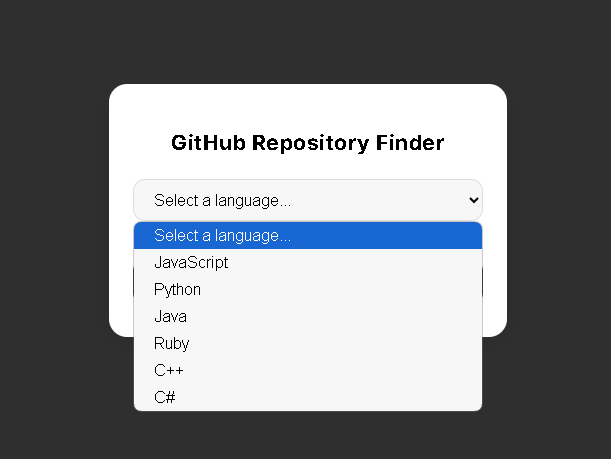 GitHub Repository Finder
Select a language...
Select a language...
JavaScript
Python
Java
Ruby
C++
C#